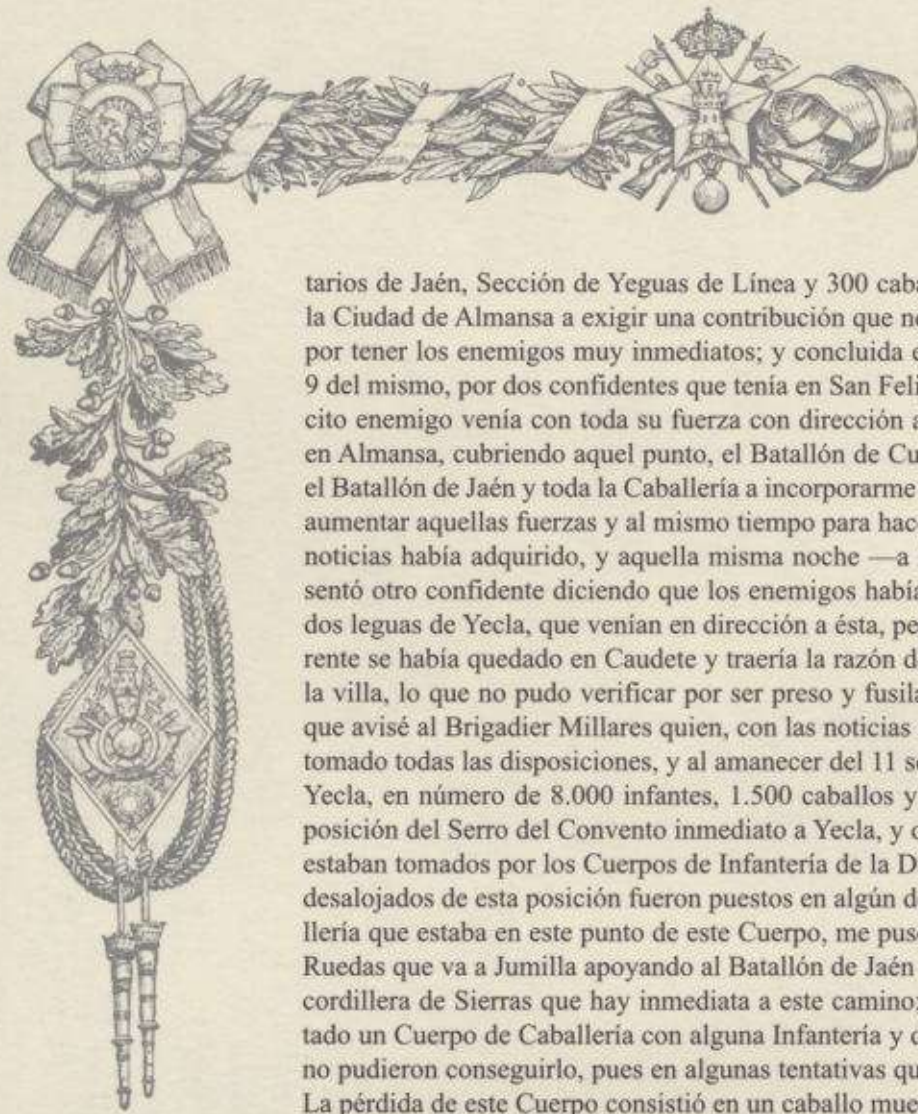 tarios de Jaén, Sección de Yeguas de Línea y 300 caba
la Ciudad de Almansa a exigir una contribución que no
por tener los enemigos muy inmediatos; y concluida e
9 del mismo, por dos confidentes que tenía en San Feli
cito enemigo venía con toda su fuerza con dirección a
en Almansa, cubriendo aquel punto, el Batallón de Cu
el Batallón de Jaén y toda la Caballería a incorporarme
aumentar aquellas fuerzas y al mismo tiempo para hace
noticias había adquirido, y aquella misma noche —a
sentó otro confidente diciendo que los enemigos había
dos leguas de Yecla, que venían en dirección a ésta, pe
rente se había quedado en Caudete y traería la razón d
la villa, lo que no pudo verificar por ser preso y fusila
que avisé al Brigadier Millares quien, con las noticias
tomado todas las disposiciones, y al amanecer del 11 se
Yecla, en número de 8.000 infantes, 1.500 caballos y
posición del Serro del Convento inmediato a Yecla, y c
estaban tomados por los Cuerpos de Infantería de la D
desalojados de esta posición fueron puestos en algún d
llería que estaba en este punto de este Cuerpo, me puse
Ruedas que va a Jumilla apoyando al Batallón de Jaén
cordillera de Sierras que hay inmediata a este camino;
tado un Cuerpo de Caballería con alguna Infantería y c
no pudieron conseguirlo, pues en algunas tentativas qu
La pérdida de este Cuerpo consistió en un caballo mue